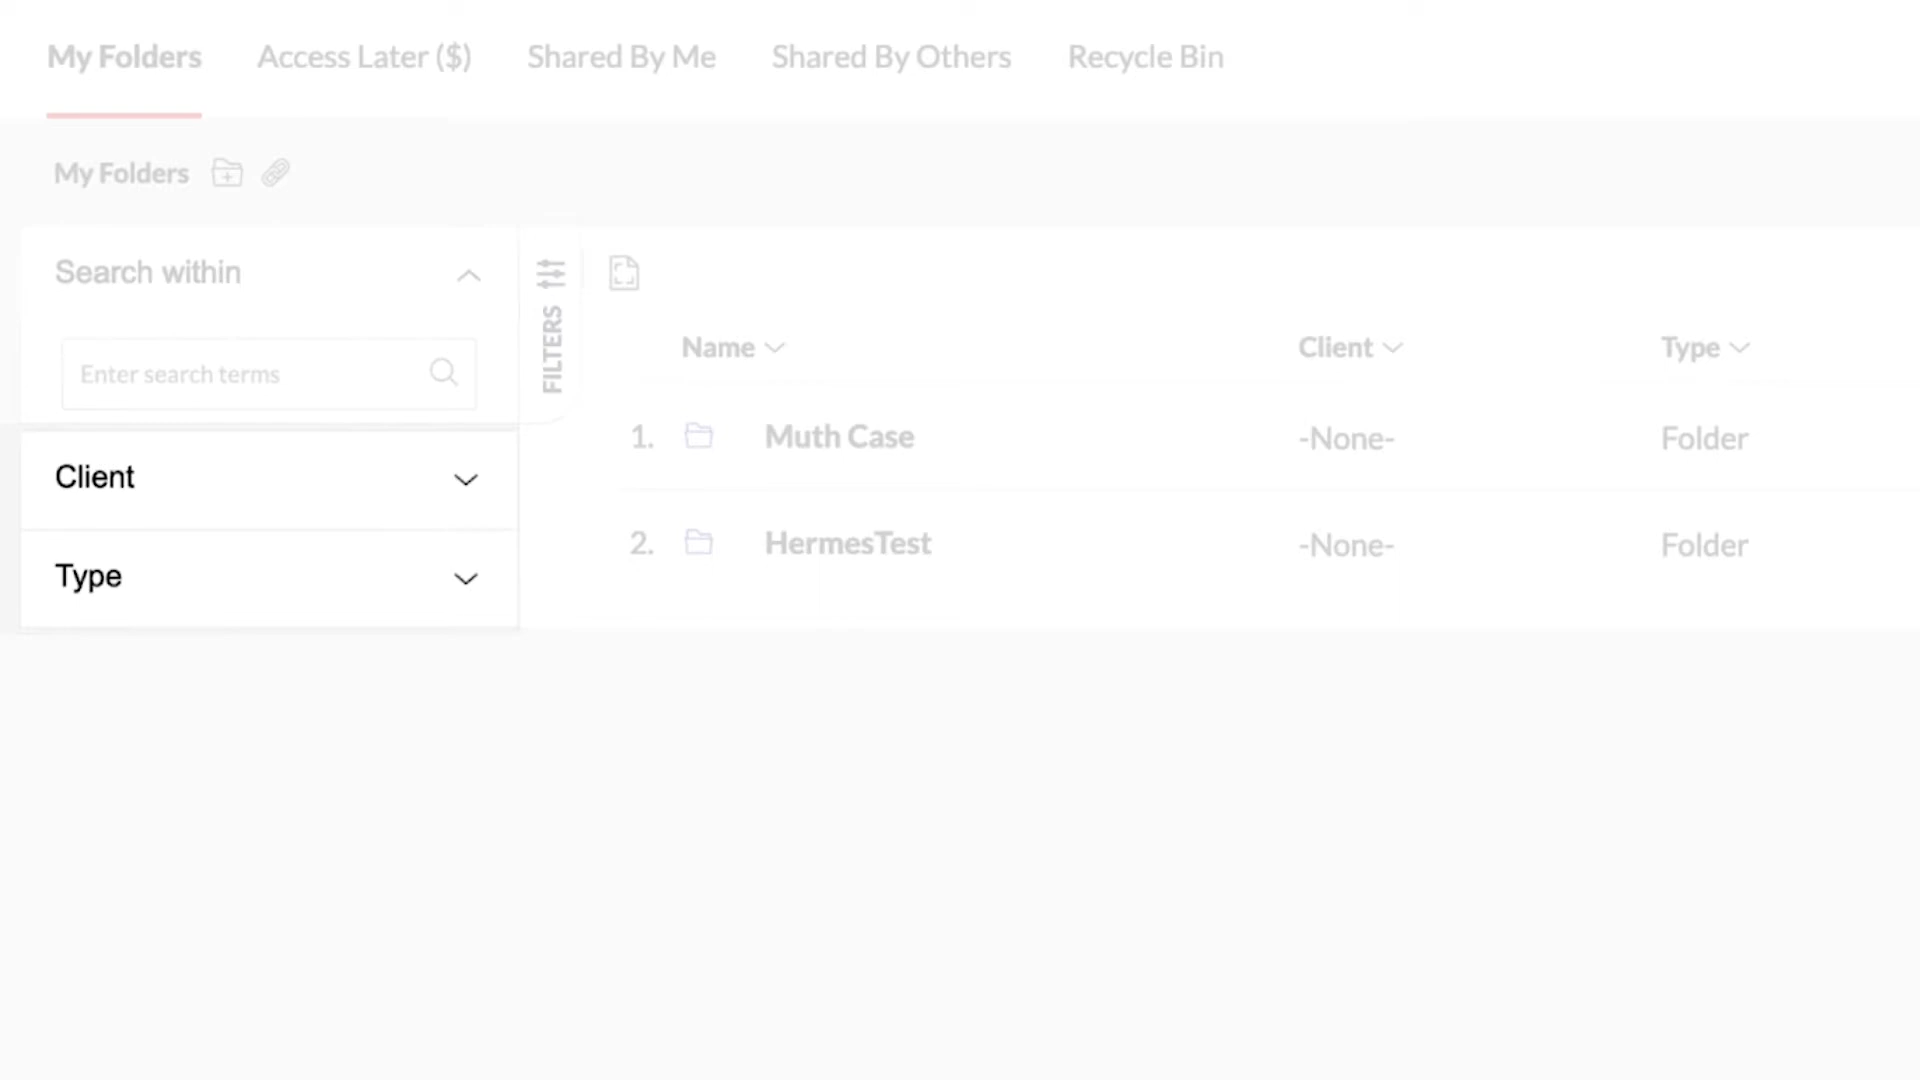 My Folders Access Later ($) Shared By Me Shared By Others Recycle Bin
My Folders
Search within
Enter search terms
Client
Type
FILTERS
Name Client Type
1. Muth Case -None- Folder
2. HermesTest -None- Folder